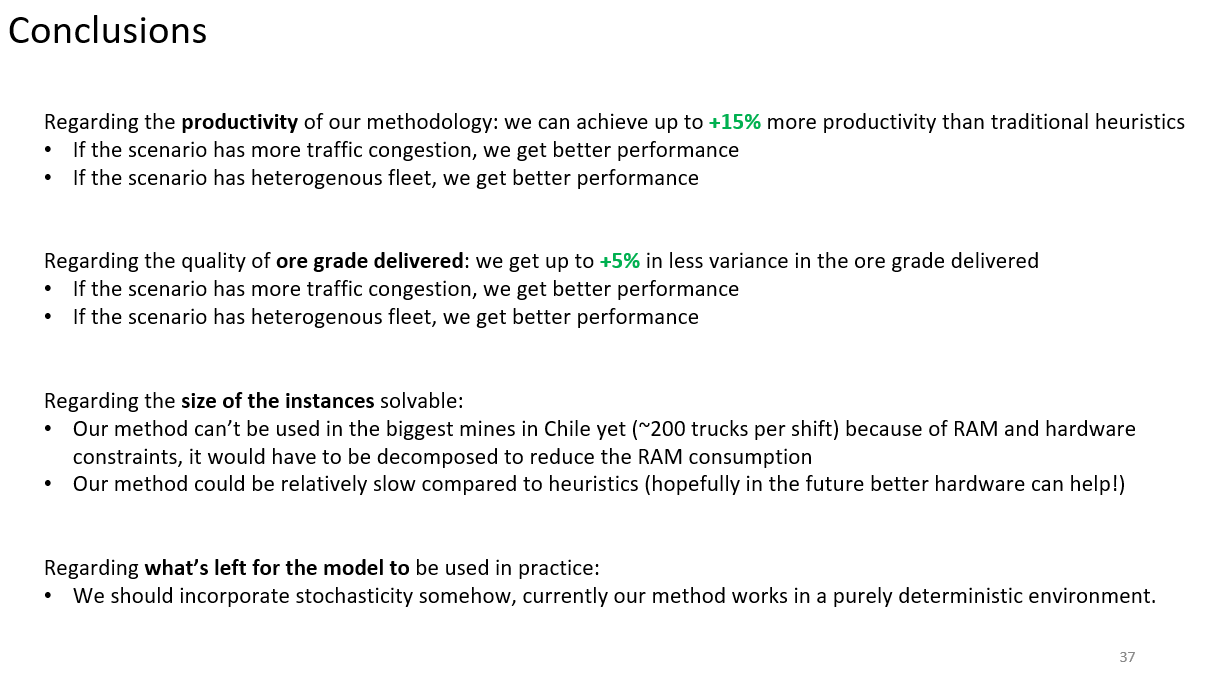 Conclusions
Regarding the productivity of our methodology: we can achieve up to +15% more productivity than traditional heuristics
• If the scenario has more traffic congestion, we get better performance
• If the scenario has heterogenous fleet, we get better performance
Regarding the quality of ore grade delivered: we get up to +5% in less variance in the ore grade delivered
• If the scenario has more traffic congestion, we get better performance
• If the scenario has heterogenous fleet, we get better performance
Regarding the size of the instances solvable:
• Our method can’t be used in the biggest mines in Chile yet (~200 trucks per shift) because of RAM and hardware
constraints, it would have to be decomposed to reduce the RAM consumption
• Our method could be relatively slow compared to heuristics (hopefully in the future better hardware can help!)
Regarding what’s left for the model to be used in practice:
• We should incorporate stochasticity somehow, currently our method works in a purely deterministic environment.
37